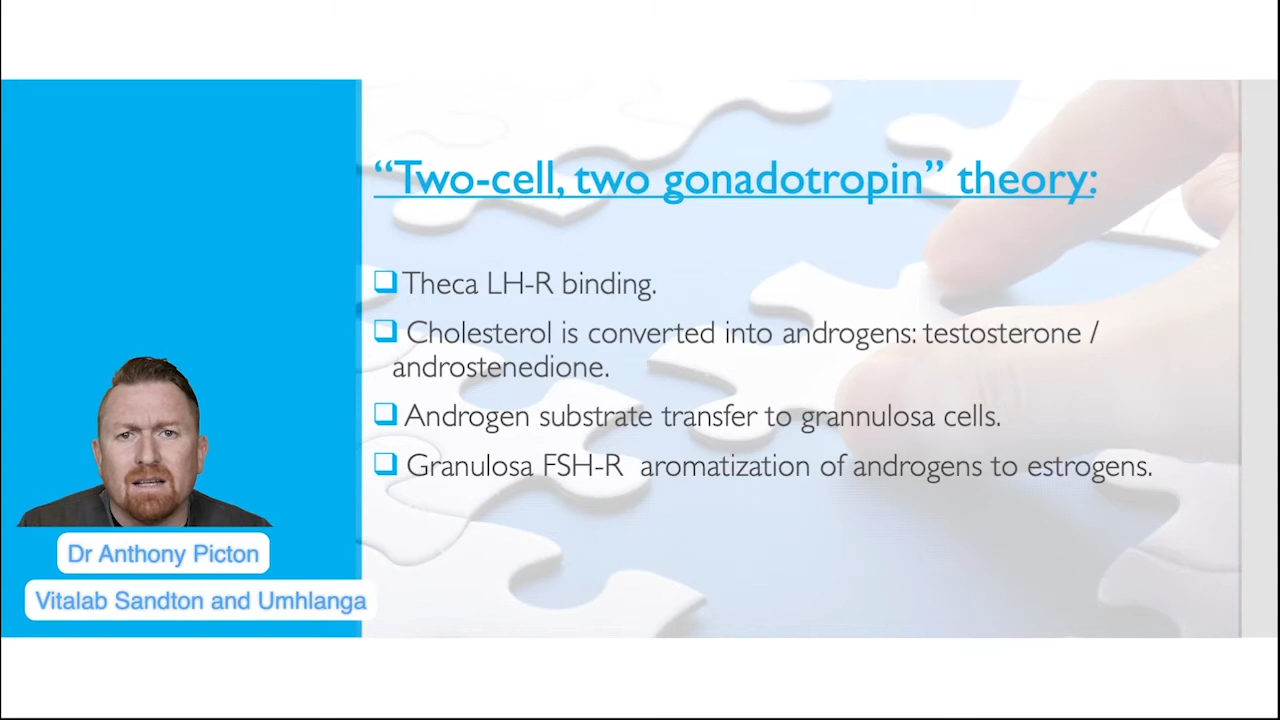 “Two-cell, two gonadotropin” theory:
Theca LH-R binding.
Cholesterol is converted into androgens: testosterone /
androstenedione.
Androgen substrate transfer to grannulosa cells.
Granulosa FSH-R aromatization of androgens to estrogens.
Dr Anthony Picton
Vitalab Sandton and Umhlanga